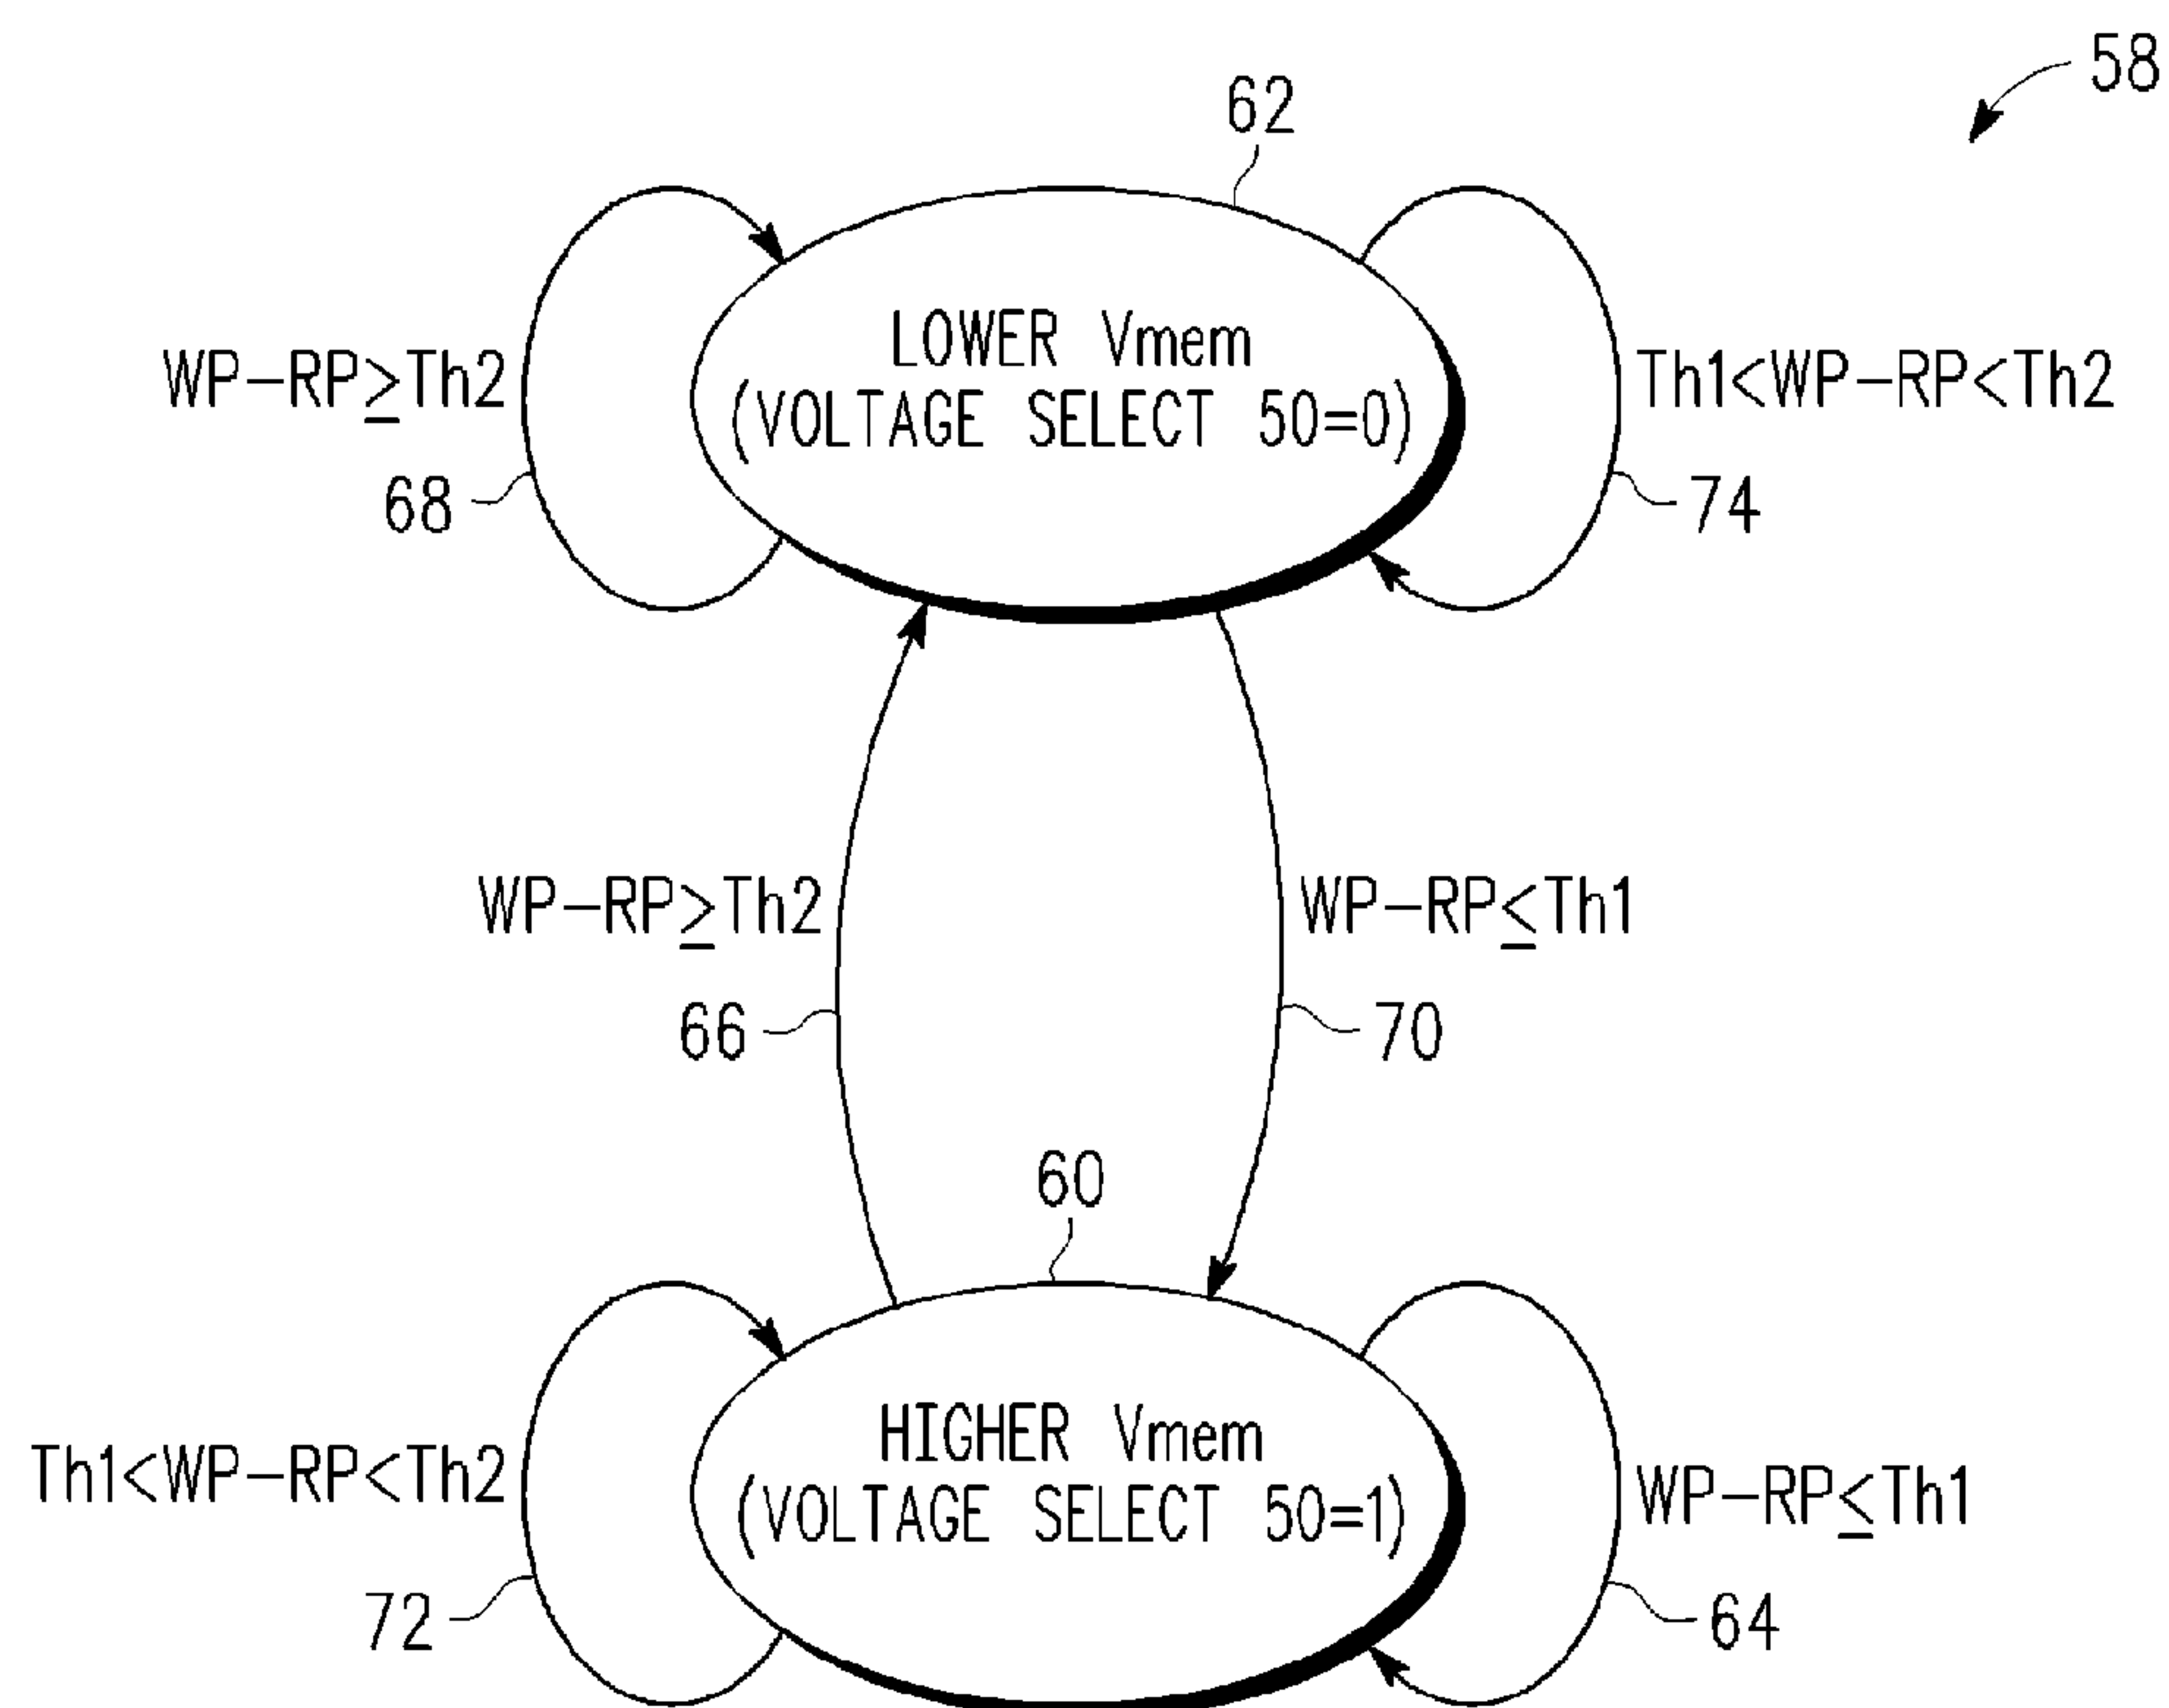 58
62
LOWER Vmem
(VOLTAGE SELECT 50=0)
WP-RP≥Th2
68
Th1<WP-RP<Th2
74
WP-RP≥Th2
66
WP-RP≤Th1
70
60
HIGHER Vmem
(VOLTAGE SELECT 50=1)
Th1<WP-RP<Th2
72
WP-RP≤Th1
64